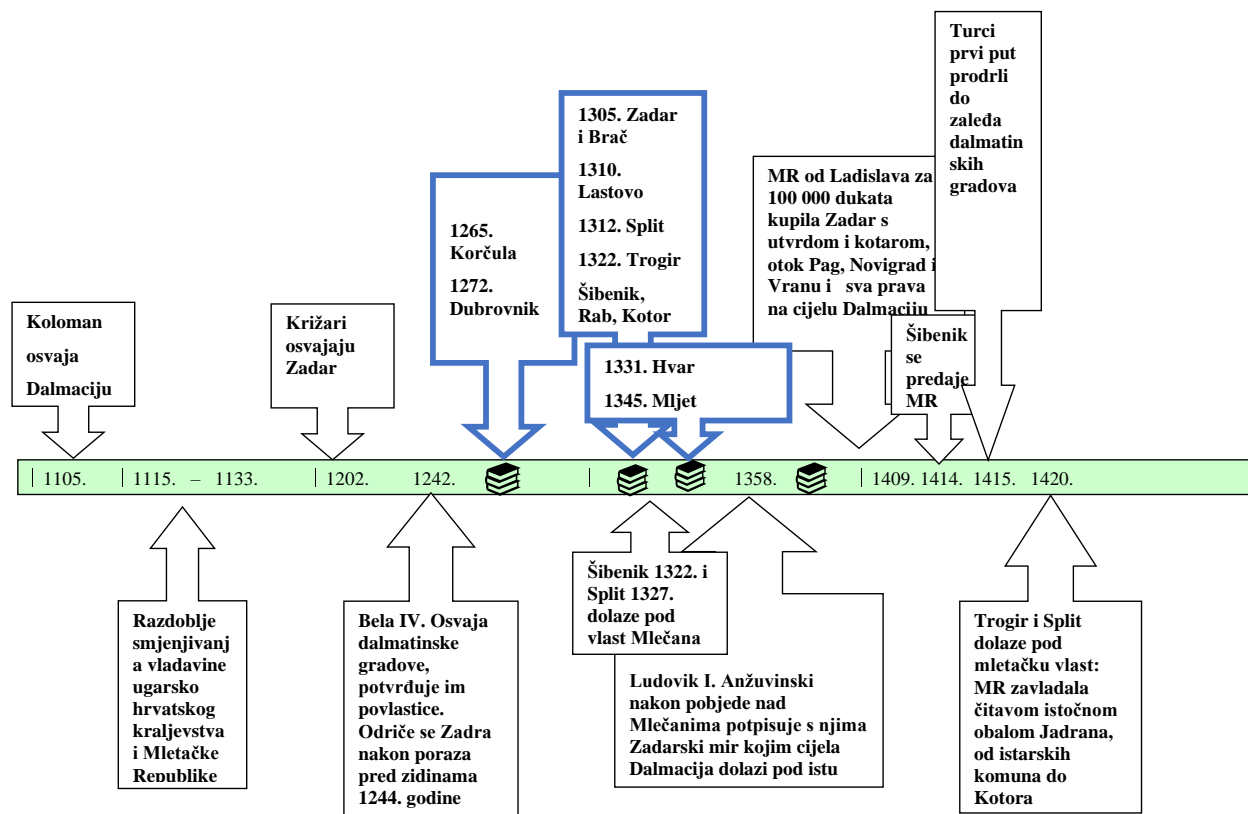 Turci
prvi put
prodrli
do
zaleđa
dalmatin
skih
gradova
1305. Zadar
i Brač
1310.
Lastovo
1312. Split
1322. Trogir
Šibenik,
Rab, Kotor
MR od Ladislava za
100 000 dukata
kupila Zadar s
utvrdom i kotarom,
otok Pag, Novigrad i
Vranu i sva prava
na cijelu Dalmaciju
1265.
Korčula
1272.
Dubrovnik
Koloman
osvaja
Dalmaciju
Križari
osvajaju
Zadar
Šibenik
se
predaje
MR
1331. Hvar
1345. Mljet
1105. 1115. – 1133. 1202. 1242. 1358. 1409. 1414. 1415. 1420.
Razdoblje
smjenjivanj
a vladavine
ugarsko
hrvatskog
kraljevstva
i Mletačke
Republike
Bela IV. Osvaja
dalmatinske
gradove,
potvrđuje im
povlastice.
Odriče se Zadra
nakon poraza
pred zidinama
1244. godine
Šibenik 1322. i
Split 1327.
dolaze pod
vlast Mlečana
Ludovik I. Anžuvinski
nakon pobjede nad
Mlečanima potpisuje s njima
Zadarski mir kojim cijela
Dalmacija dolazi pod istu
Trogir i Split
dolaze pod
mletačku vlast:
MR zavladala
čitavom istočnom
obalom Jadrana,
od istarskih
komuna do
Kotora